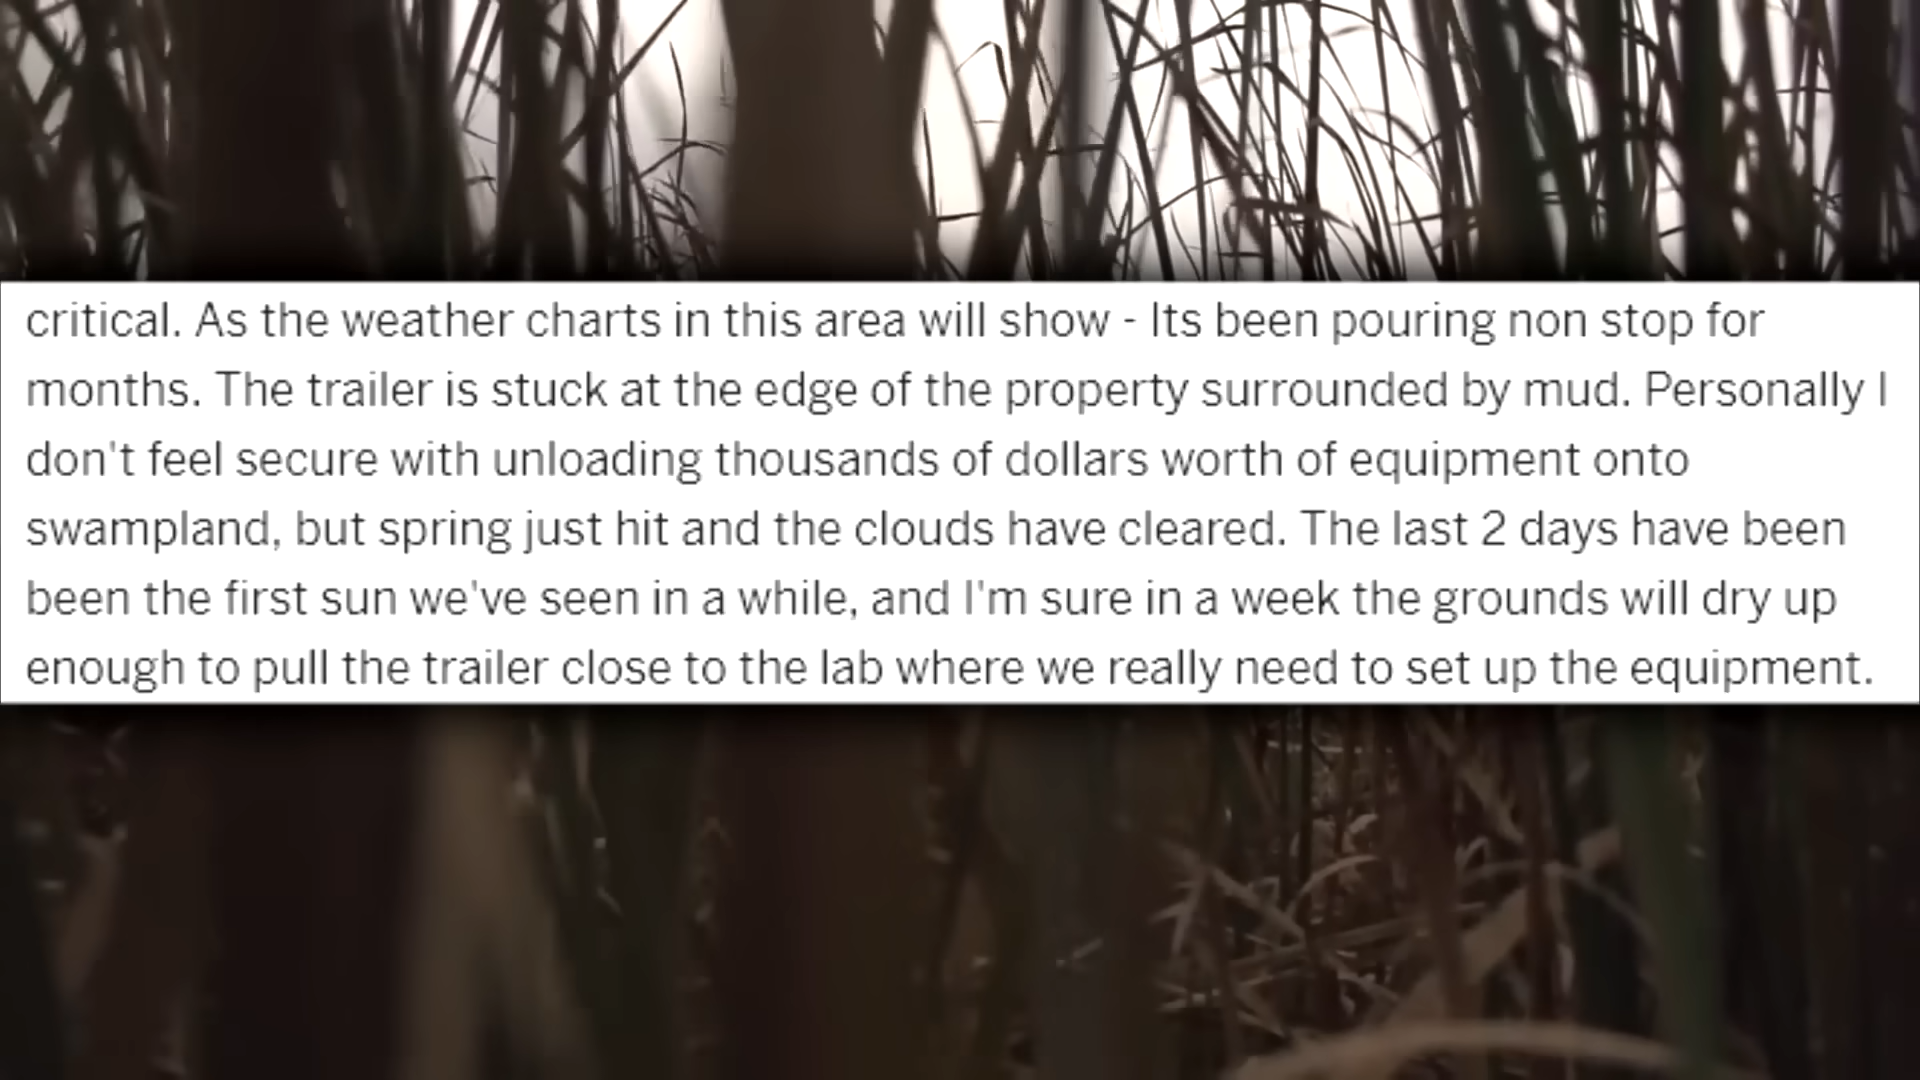 critical. As the weather charts in this area will show - Its been pouring non stop for
months. The trailer is stuck at the edge of the property surrounded by mud. Personally I
don't feel secure with unloading thousands of dollars worth of equipment onto
swampland, but spring just hit and the clouds have cleared. The last 2 days have been
been the first sun we've seen in a while, and I'm sure in a week the grounds will dry up
enough to pull the trailer close to the lab where we really need to set up the equipment.